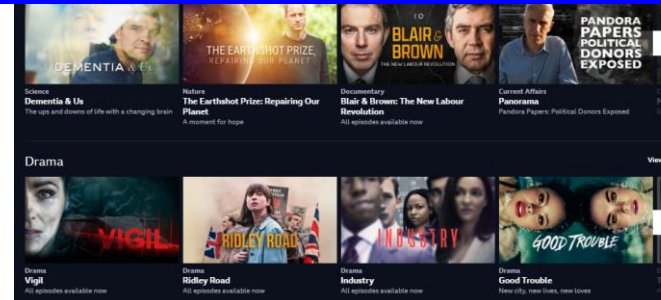 DEMENTIA & Us
THE EARTHSHOT PRIZE
REPAIRING OUR PLANET
BLAIR &
BROWN
THE NEW LABOUR REVOLUTION
PANDORA
PAPERS
POLITICAL
DONORS
EXPOSED
Science
Dementia & Us
The ups and downs of life with a changing brain
Nature
The Earthshot Prize: Repairing Our
Planet
A moment for hope
Documentary
Blair & Brown: The New Labour
Revolution
All episodes available now
Current Affairs
Panorama
Pandora Papers: Political Donors Exposed
Drama
View
VIGIL
RIDLEY ROAD
INDUSTRY
GOOD TROUBLE
Drama
Vigil
All episodes available now
Drama
Ridley Road
All episodes available now
Drama
Industry
All episodes available now
Drama
Good Trouble
New city, new lives, new loves